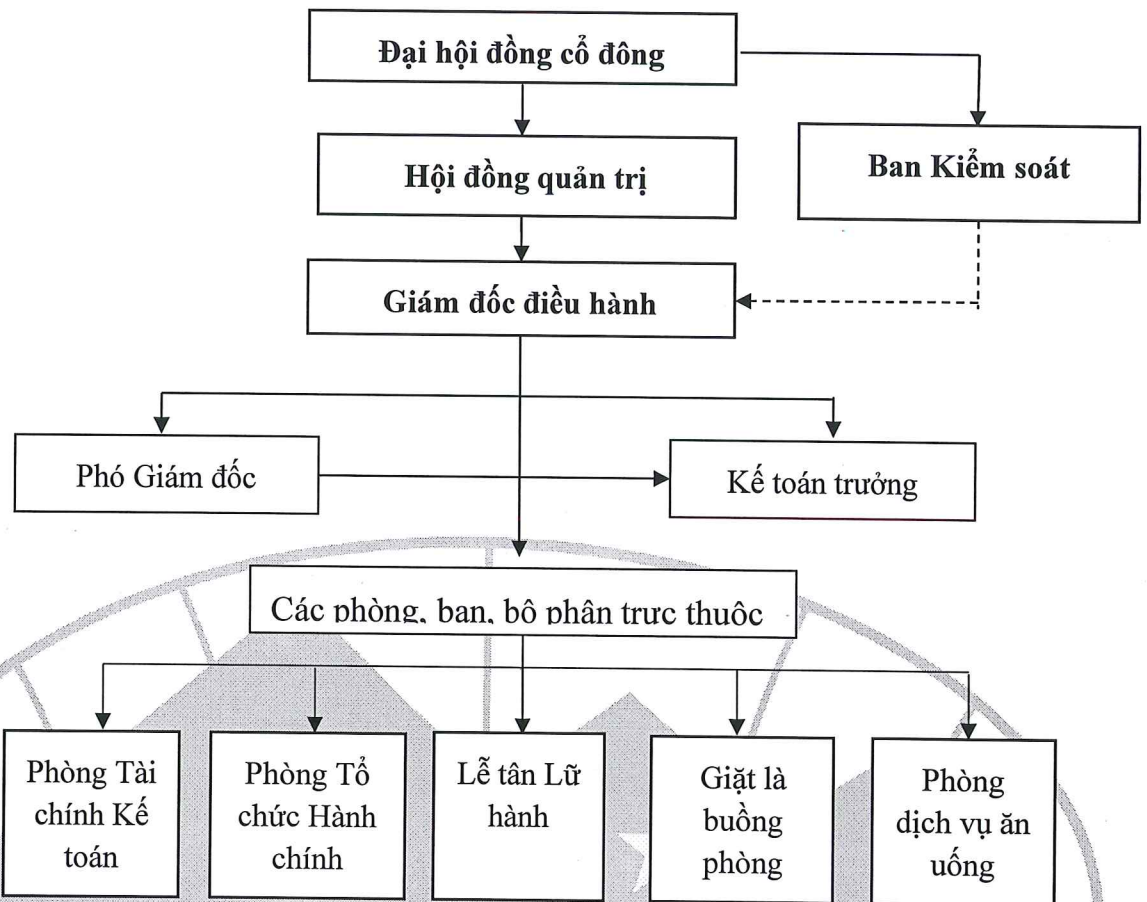 Đại hội đồng cổ đông
Hội đồng quản trị
Ban Kiểm soát
Giám đốc điều hành
Phó Giám đốc
Kế toán trưởng
Các phòng, ban, bộ phận trực thuộc
Phòng Tài
chính Kế
toán
Phòng Tổ
chức Hành
chính
Lễ tân Lữ
hành
Giặt là
buồng
phòng
Phòng
dịch vụ ăn
uống